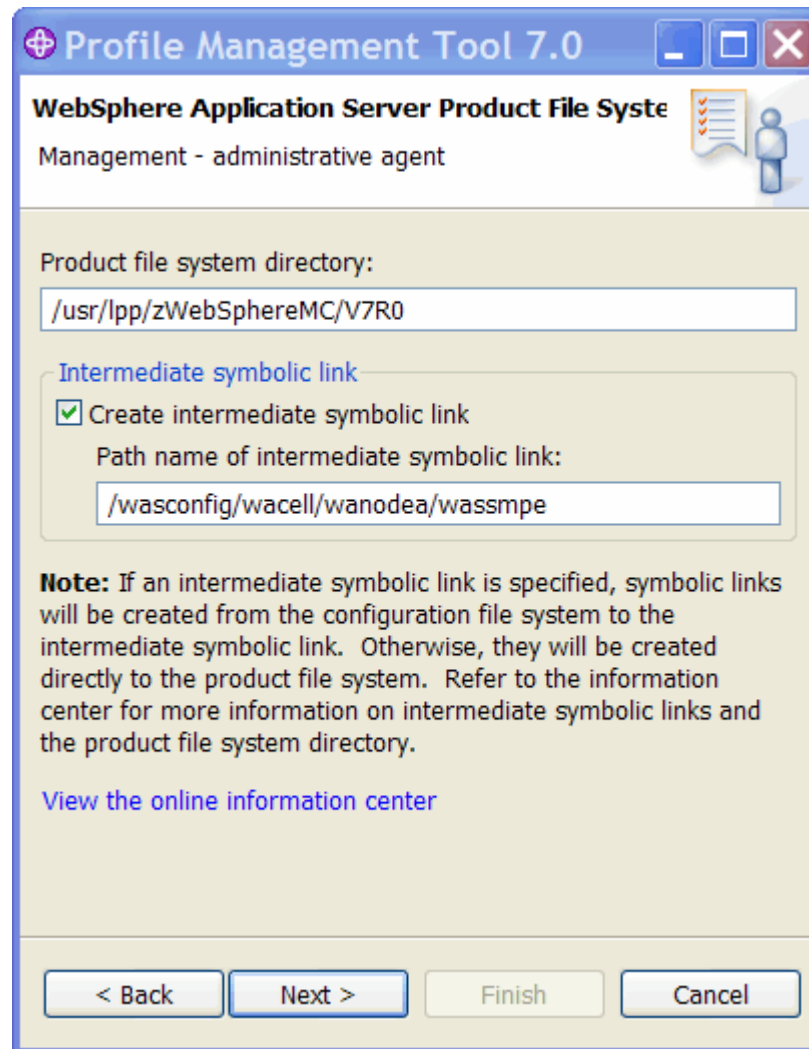 Profile Management Tool 7.0
WebSphere Application Server Product File Syste
Management - administrative agent
Product file system directory:
/usr/lpp/zWebSphereMC/V7R0
Intermediate symbolic link
Create intermediate symbolic link
Path name of intermediate symbolic link:
/wasconfig/wacell/wanodea/wassmpe
Note: If an intermediate symbolic link is specified, symbolic links
will be created from the configuration file system to the
intermediate symbolic link.  Otherwise, they will be created
directly to the product file system.  Refer to the information
center for more information on intermediate symbolic links and
the product file system directory.
View the online information center
< Back Next > Finish Cancel